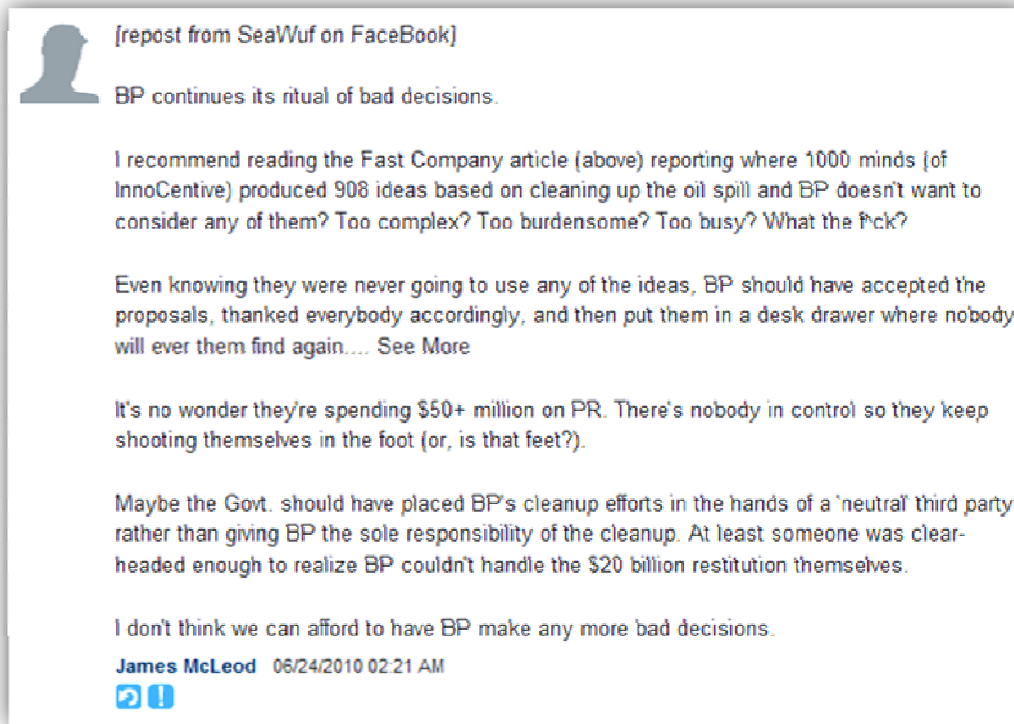 [repost from SeaWuf on FaceBook]
BP continues its ritual of bad decisions.
I recommend reading the Fast Company article (above) reporting where 1000 minds (of
InnoCentive) produced 908 ideas based on cleaning up the oil spill and BP doesn't want to
consider any of them? Too complex? Too burdensome? Too busy? What the f*ck?
Even knowing they were never going to use any of the ideas, BP should have accepted the
proposals, thanked everybody accordingly, and then put them in a desk drawer where nobody
will ever them find again.... See More
It's no wonder they're spending $50+ million on PR. There's nobody in control so they keep
shooting themselves in the foot (or, is that feet?).
Maybe the Govt. should have placed BP's cleanup efforts in the hands of a 'neutral' third party
rather than giving BP the sole responsibility of the cleanup. At least someone was clear-
headed enough to realize BP couldn't handle the $20 billion restitution themselves.
I don't think we can afford to have BP make any more bad decisions.
James McLeod 06/24/2010 02:21 AM